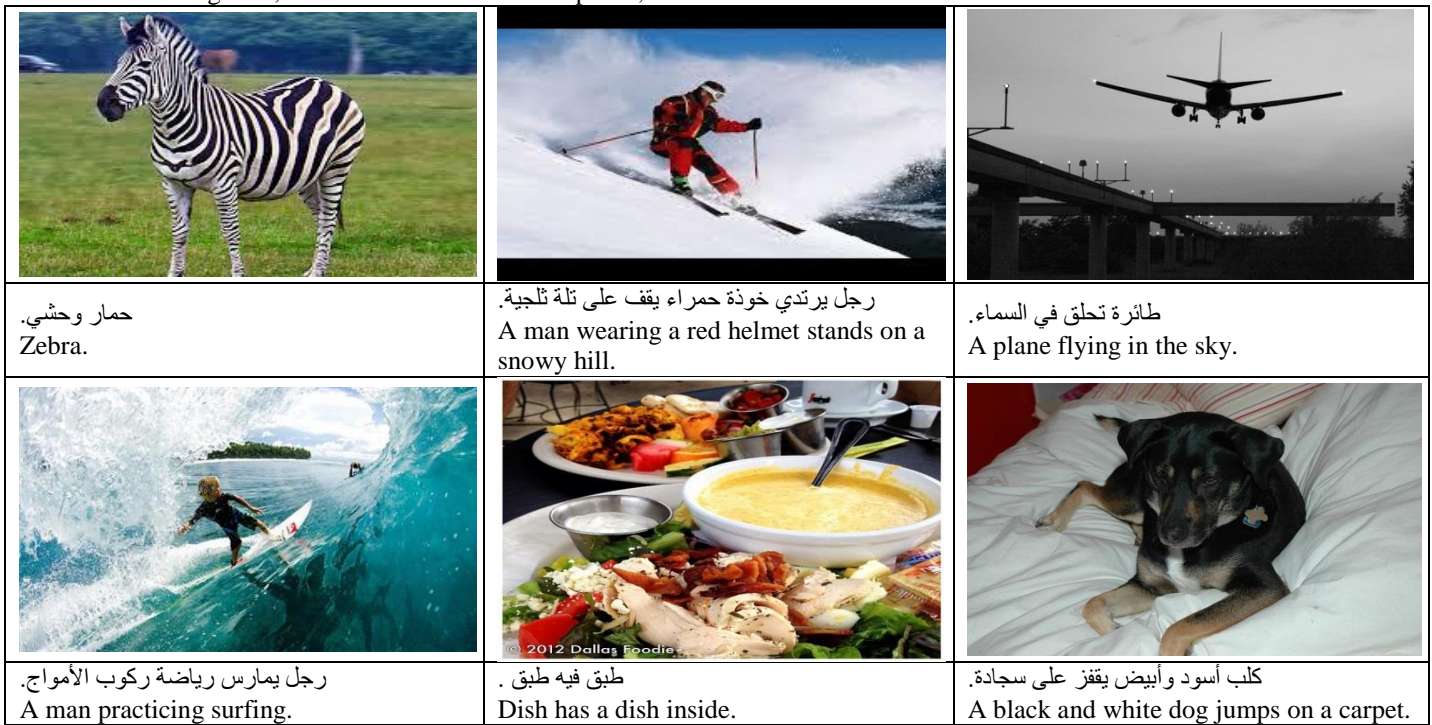 حمار وحشي.
Zebra.
رجل يرتدي خوذة حمراء يقف على تلة ثلجية.
A man wearing a red helmet stands on a
snowy hill.
طائرة تحلق في السماء.
A plane flying in the sky.
© 2012 Dallas Foodie
رجل يمارس رياضة ركوب الأمواج.
A man practicing surfing.
طبق فيه طبق .
Dish has a dish inside.
كلب أسود وأبيض يقفز على سجادة.
A black and white dog jumps on a carpet.